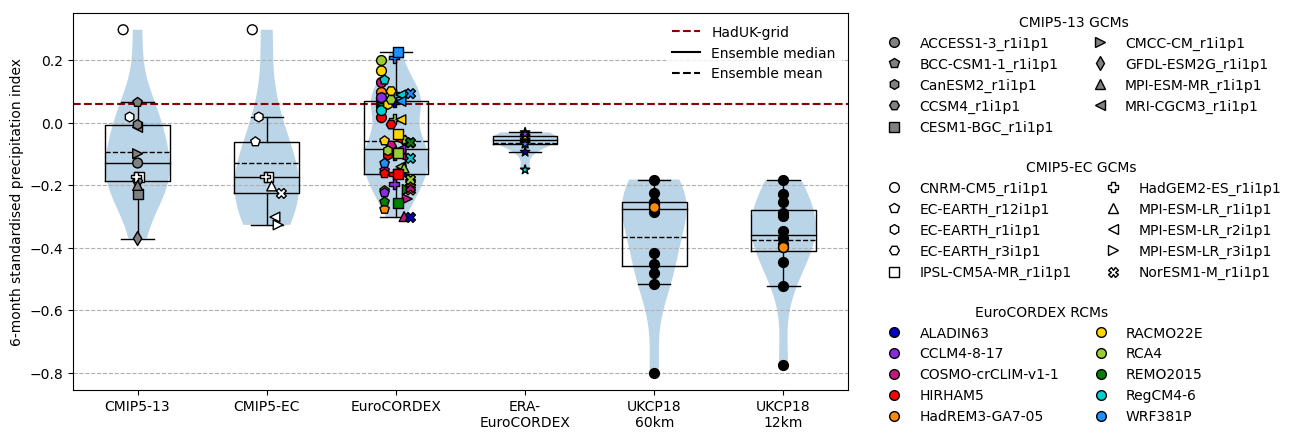 6-month standardised precipitation index
0.2
0.0
−0.2
−0.4
−0.6
−0.8
HadUK-grid
Ensemble median
Ensemble mean
CMIP5-13
CMIP5-EC
EuroCORDEX
ERA-
EuroCORDEX
UKCP18
60km
UKCP18
12km
CMIP5-13 GCMs
ACCESS1-3_r1i1p1
BCC-CSM1-1_r1i1p1
CanESM2_r1i1p1
CCSM4_r1i1p1
CESM1-BGC_r1i1p1
CMCC-CM_r1i1p1
GFDL-ESM2G_r1i1p1
MPI-ESM-MR_r1i1p1
MRI-CGCM3_r1i1p1
CMIP5-EC GCMs
CNRM-CM5_r1i1p1
EC-EARTH_r12i1p1
EC-EARTH_r1i1p1
EC-EARTH_r3i1p1
IPSL-CM5A-MR_r1i1p1
HadGEM2-ES_r1i1p1
MPI-ESM-LR_r1i1p1
MPI-ESM-LR_r2i1p1
MPI-ESM-LR_r3i1p1
NorESM1-M_r1i1p1
EuroCORDEX RCMs
ALADIN63
CCLM4-8-17
COSMO-crCLIM-v1-1
HIRHAM5
HadREM3-GA7-05
RACMO22E
RCA4
REMO2015
RegCM4-6
WRF381P